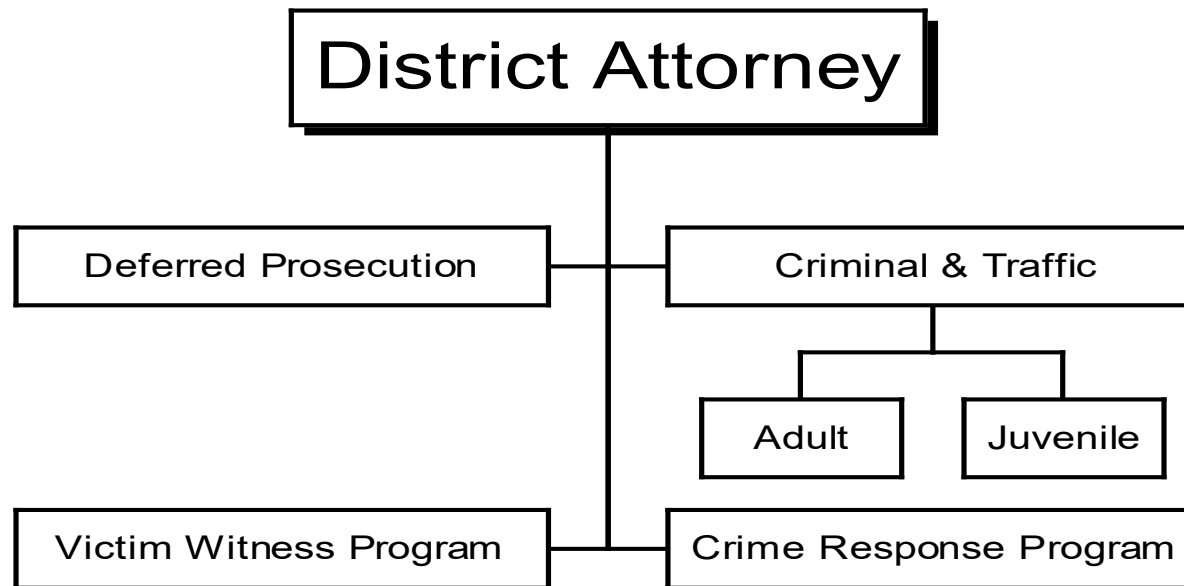 District Attorney
Deferred Prosecution
Criminal & Traffic
Adult
Juvenile
Victim Witness Program
Crime Response Program